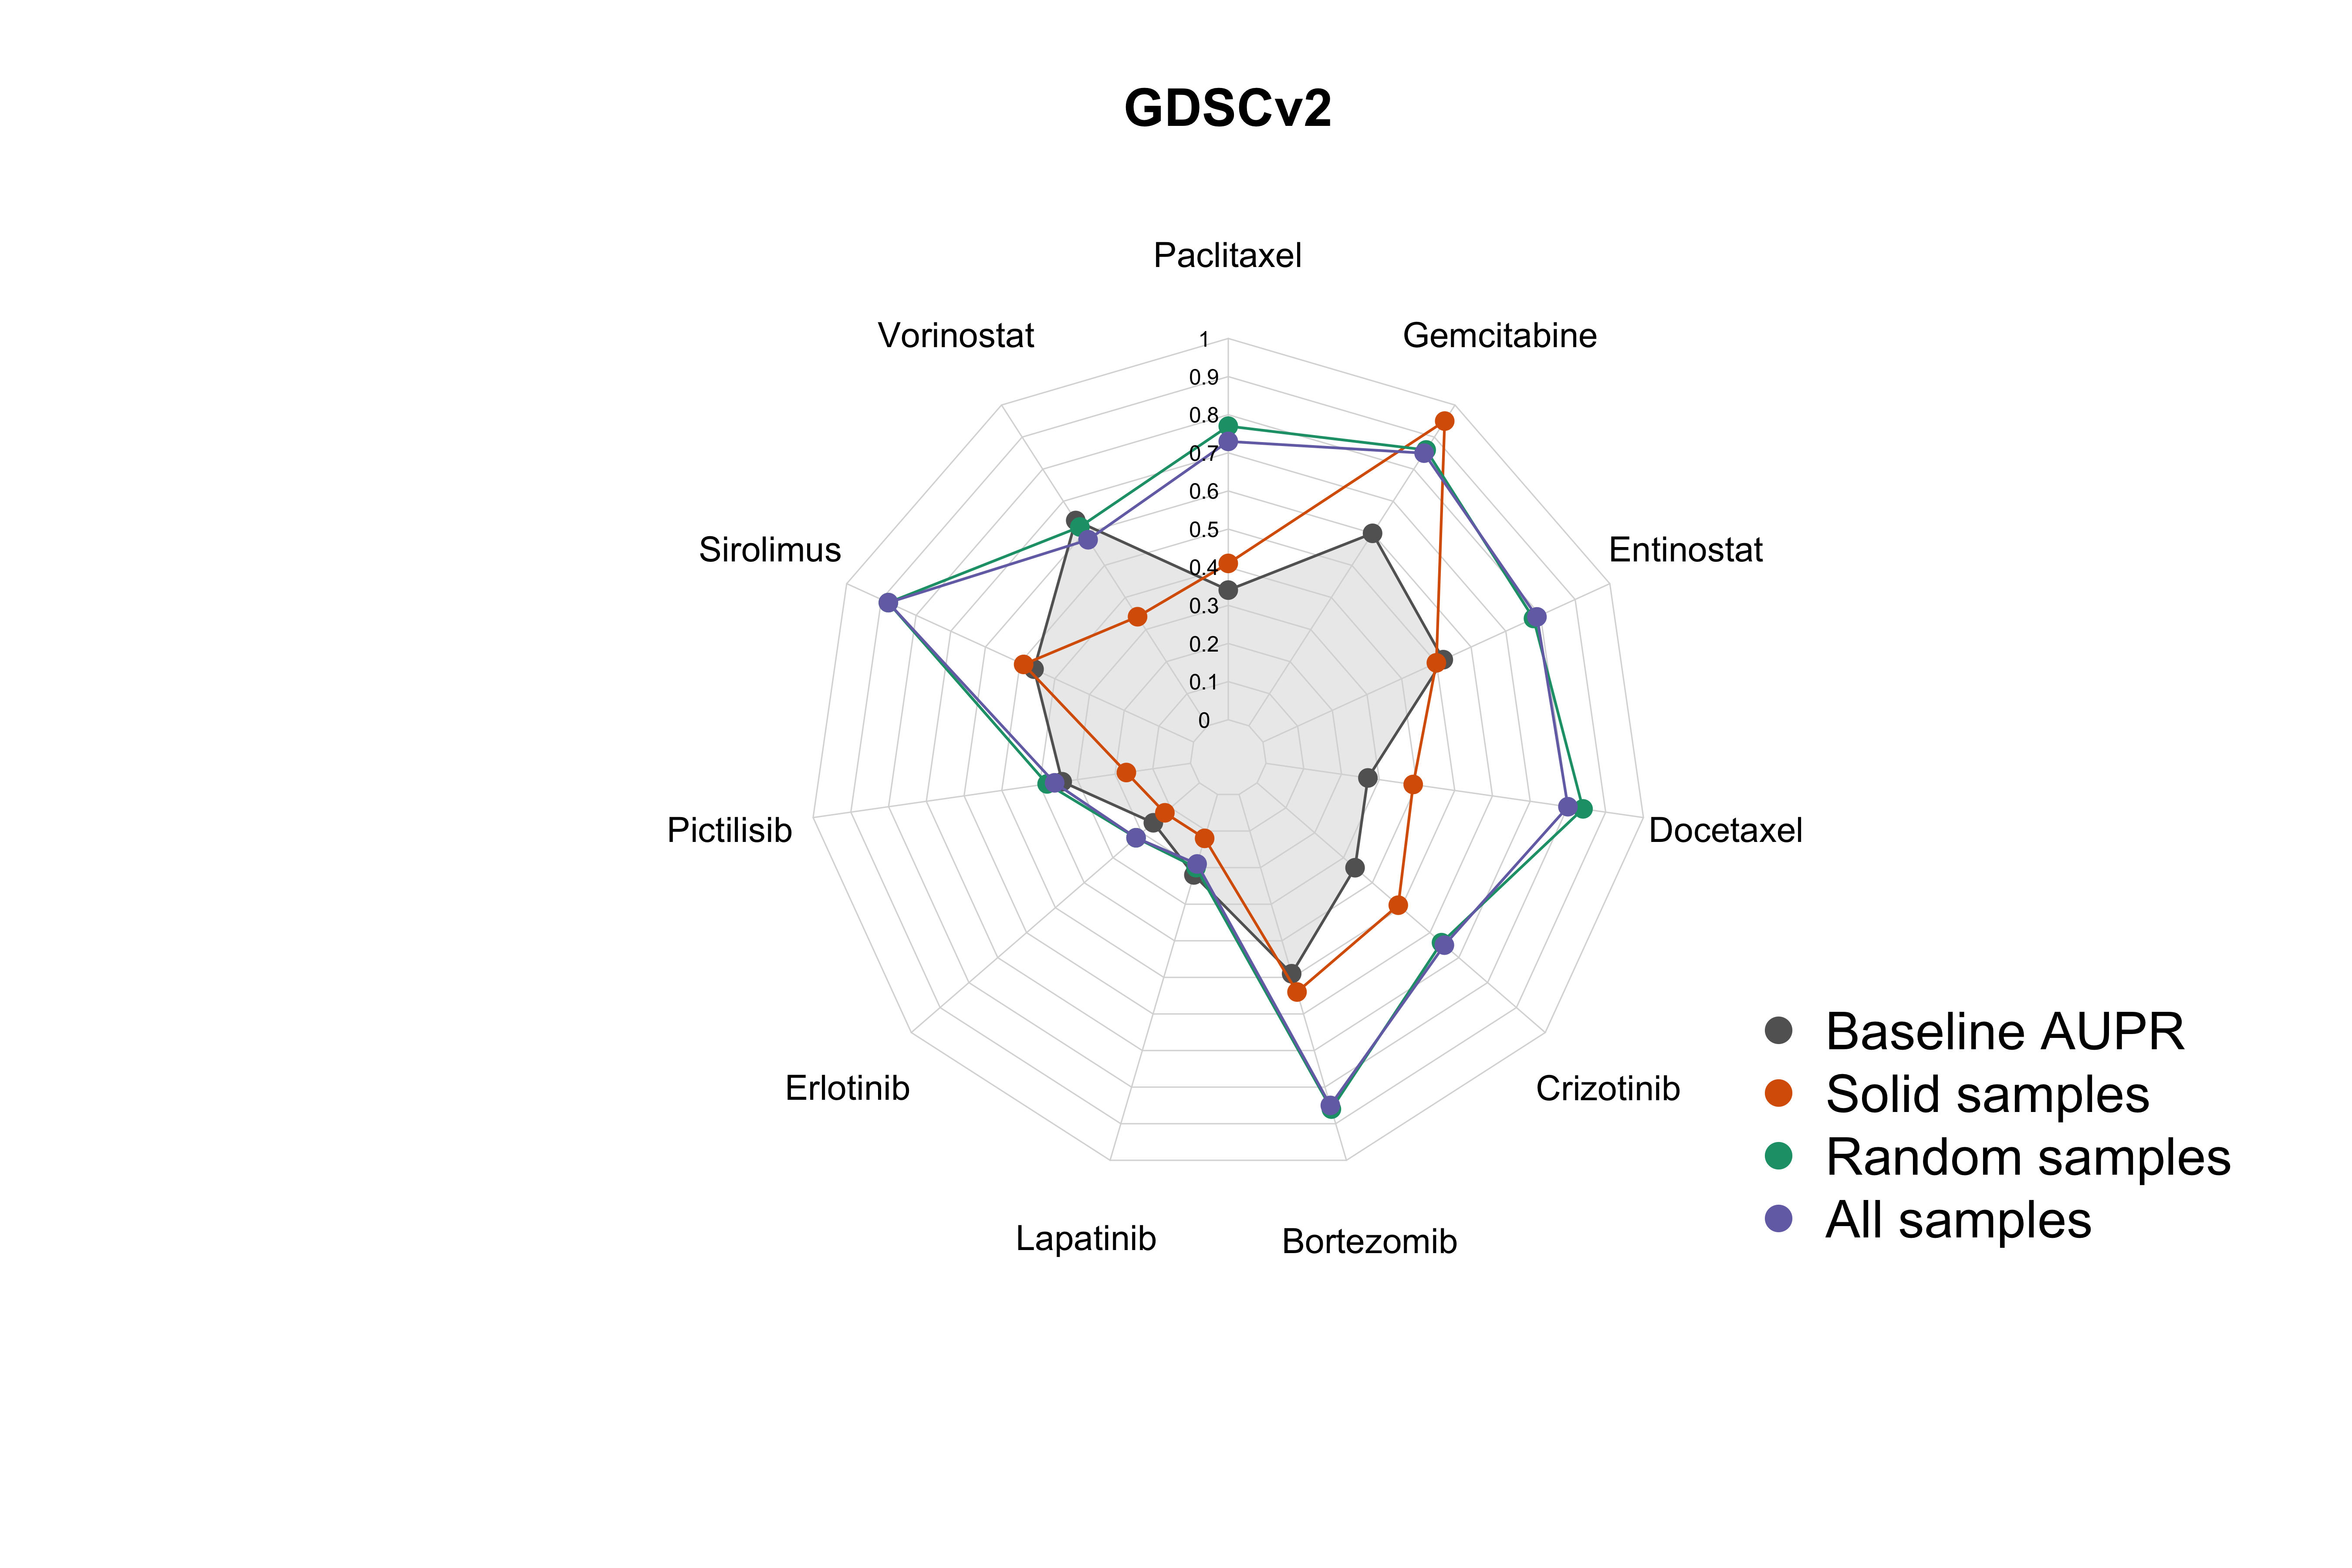 GDSCv2
Paclitaxel
Vorinostat
Gemcitabine
1
0.9
0.8
0.7
0.6
0.5
0.4
0.3
0.2
0.1
0
Sirolimus
Entinostat
Pictilisib
Docetaxel
Erlotinib
Crizotinib
Lapatinib
Bortezomib
Baseline AUPR
Solid samples
Random samples
All samples